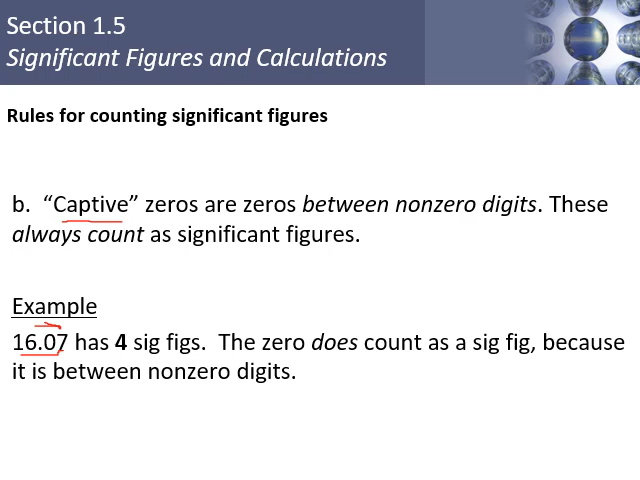 Section 1.5
Significant Figures and Calculations
Rules for counting significant figures
b. “Captive” zeros are zeros between nonzero digits. These
always count as significant figures.
Example
16.07 has 4 sig figs. The zero does count as a sig fig, because
it is between nonzero digits.